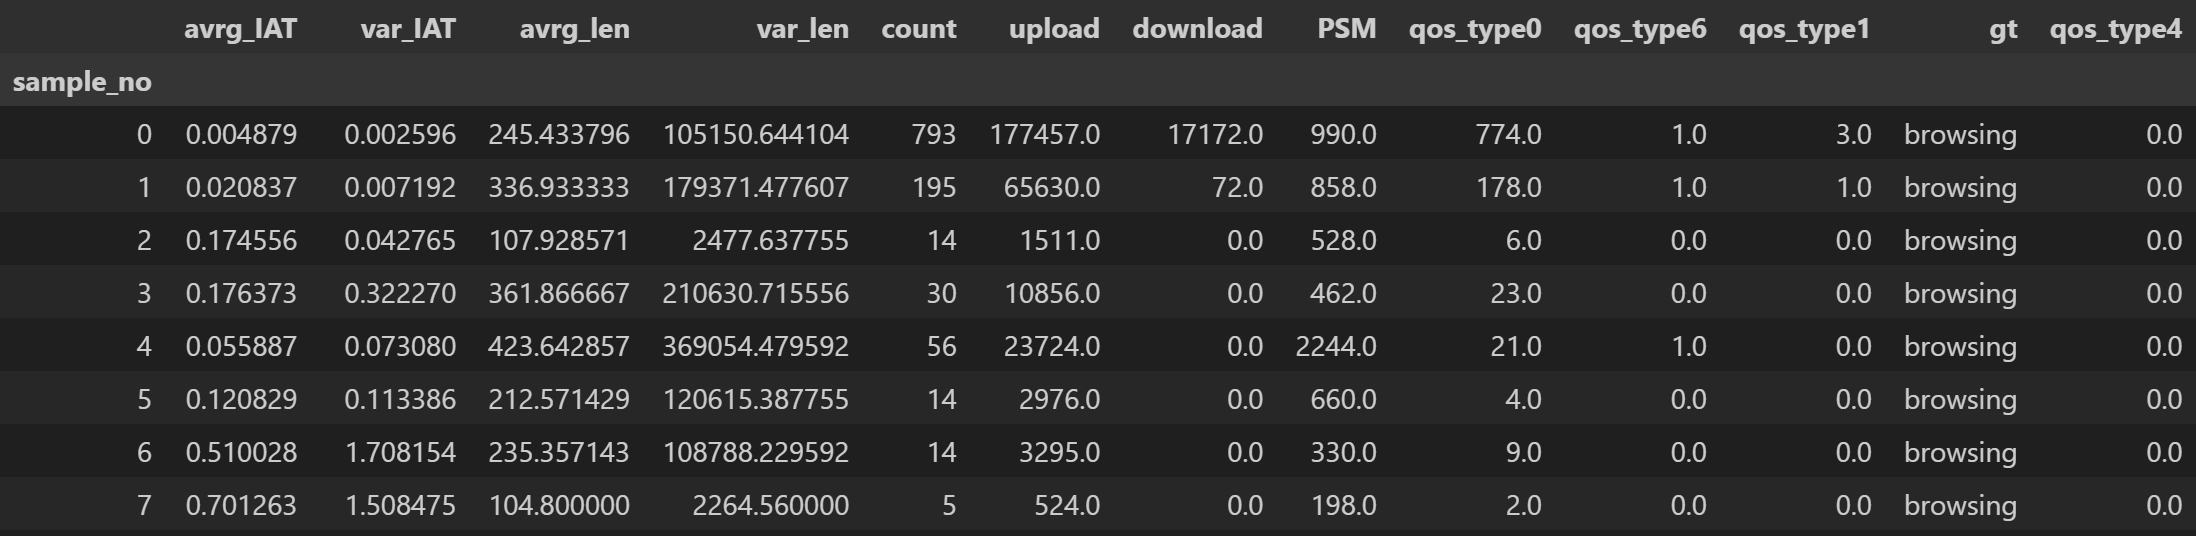 avrg_IAT var_IAT avrg_len var_len count upload download PSM qos_type0 qos_type6 qos_type1 gt qos_type4
sample_no
0 0.004879 0.002596 245.433796 105150.644104 793 177457.0 17172.0 990.0 774.0 1.0 3.0 browsing 0.0
1 0.020837 0.007192 336.933333 179371.477607 195 65630.0 72.0 858.0 178.0 1.0 1.0 browsing 0.0
2 0.174556 0.042765 107.928571 2477.637755 14 1511.0 0.0 528.0 6.0 0.0 0.0 browsing 0.0
3 0.176373 0.322270 361.866667 210630.715556 30 10856.0 0.0 462.0 23.0 0.0 0.0 browsing 0.0
4 0.055887 0.073080 423.642857 369054.479592 56 23724.0 0.0 2244.0 21.0 1.0 0.0 browsing 0.0
5 0.120829 0.113386 212.571429 120615.387755 14 2976.0 0.0 660.0 4.0 0.0 0.0 browsing 0.0
6 0.510028 1.708154 235.357143 108788.229592 14 3295.0 0.0 330.0 9.0 0.0 0.0 browsing 0.0
7 0.701263 1.508475 104.800000 2264.560000 5 524.0 0.0 198.0 2.0 0.0 0.0 browsing 0.0